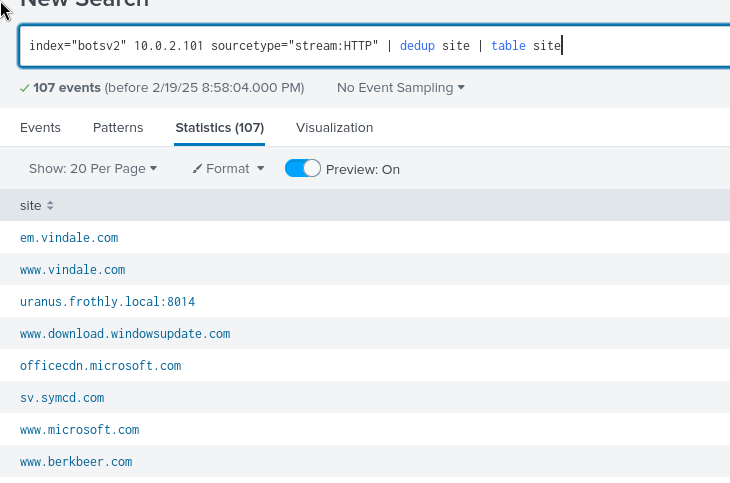 New Search
index="botsv2" 10.0.2.101 sourcetype="stream:HTTP" | dedup site | table site
107 events (before 2/19/25 8:58:04.000 PM) No Event Sampling
Events Patterns Statistics (107) Visualization
Show: 20 Per Page Format Preview: On
site
em.vindale.com
www.vindale.com
uranus.frothly.local:8014
www.download.windowsupdate.com
officecdn.microsoft.com
sv.symcd.com
www.microsoft.com
www.berkbeer.com